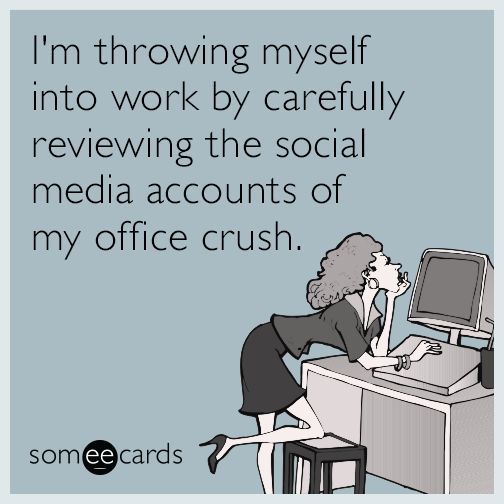 I'm throwing myself
into work by carefully
reviewing the social
media accounts of
my office crush.
someecards